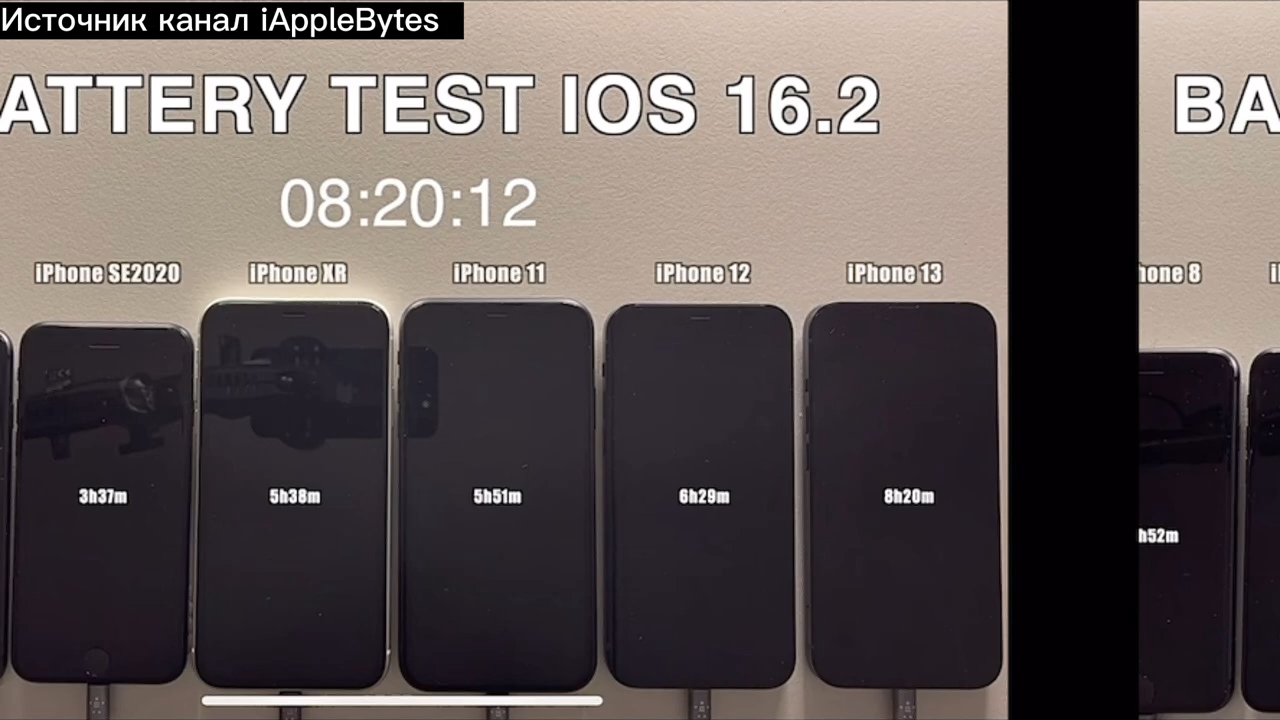 Источник канал iAppleBytes
ATTERY TEST IOS 16.2
BA
08:20:12
iPhone SE2020 iPhone XR iPhone 11 iPhone 12 iPhone 13
hone 8
3h37m 5h38m 5h51m 6h29m 8h20m
h52m